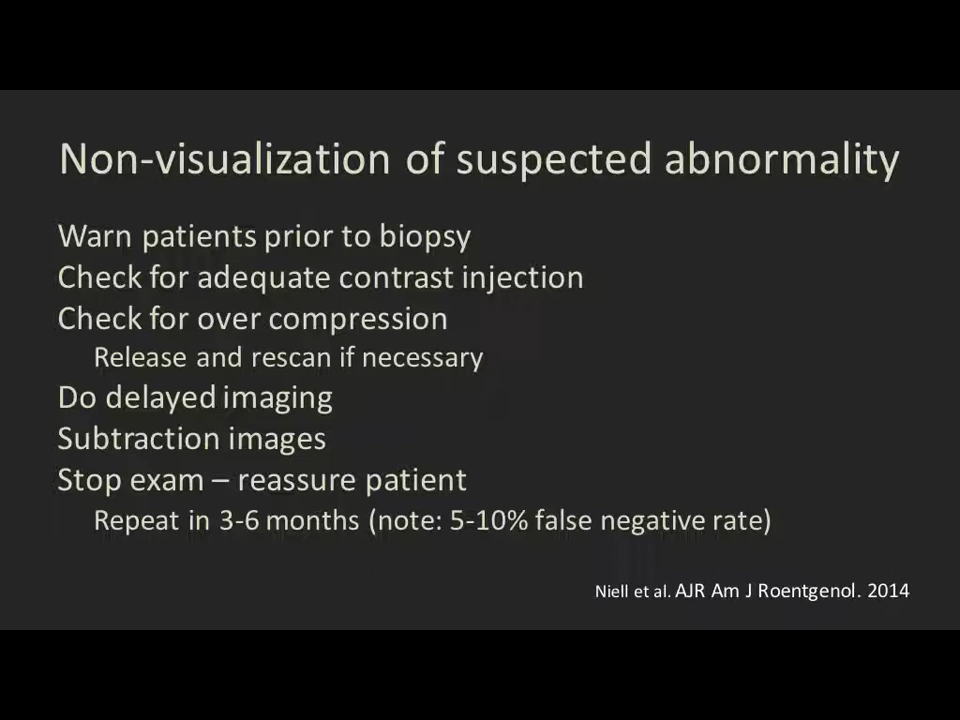 Non-visualization of suspected abnormality
Warn patients prior to biopsy
Check for adequate contrast injection
Check for over compression
Release and rescan if necessary
Do delayed imaging
Subtraction images
Stop exam – reassure patient
Repeat in 3-6 months (note: 5-10% false negative rate)
Niell et al. AJR Am J Roentgenol. 2014